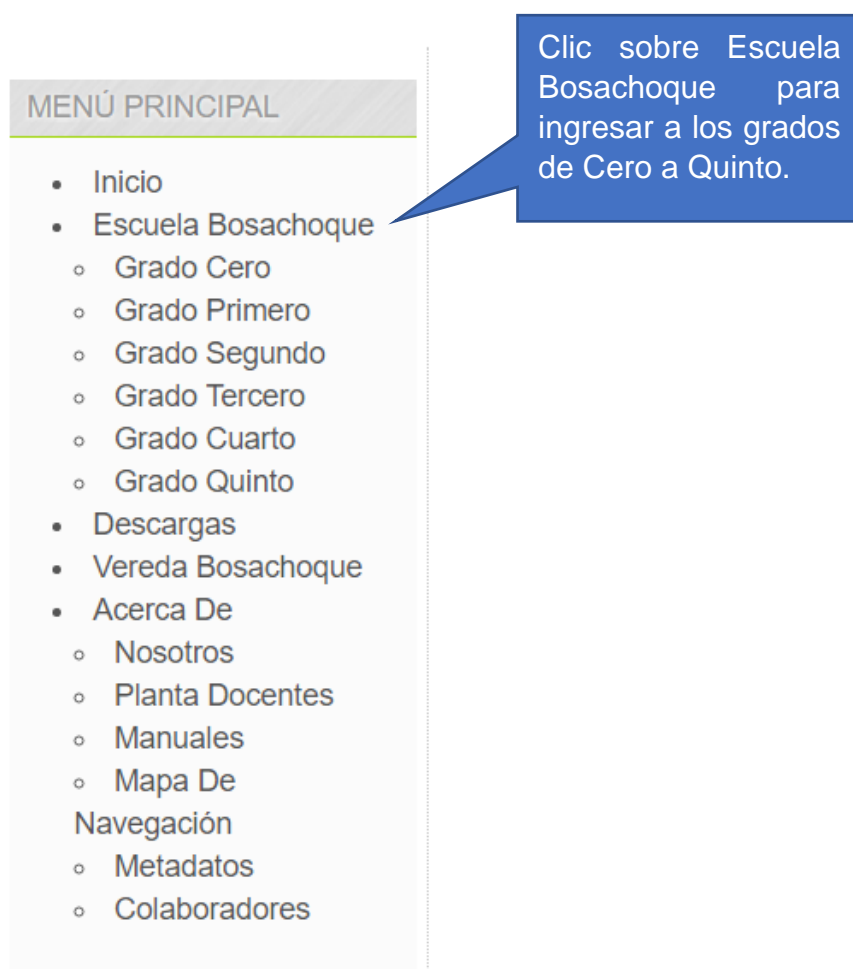 MENÚ PRINCIPAL
Inicio
Escuela Bosachoque
Grado Cero
Grado Primero
Grado Segundo
Grado Tercero
Grado Cuarto
Grado Quinto
Descargas
Vereda Bosachoque
Acerca De
Nosotros
Planta Docentes
Manuales
Mapa De
Navegación
Metadatos
Colaboradores
Clic sobre Escuela
Bosachoque para
ingresar a los grados
de Cero a Quinto.